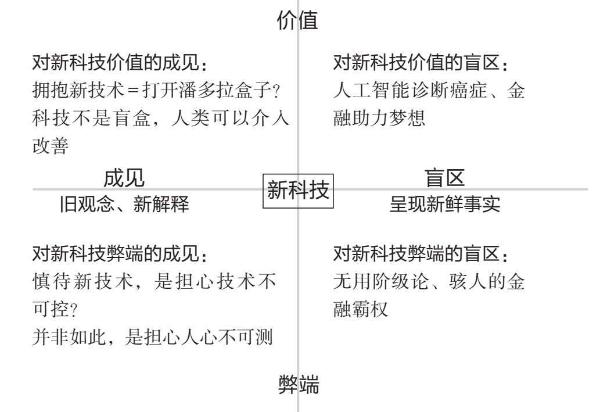 价值
对新科技价值的成见：
拥抱新技术＝打开潘多拉盒子？
科技不是盲盒，人类可以介入
改善
对新科技价值的盲区：
人工智能诊断癌症、金
融助力梦想
成见
旧观念、新解释
新科技
盲区
呈现新鲜事实
对新科技弊端的成见：
慎待新技术，是担心技术不
可控？
并非如此，是担心人心不可测
对新科技弊端的盲区：
无用阶级论、骇人的金
融霸权
弊端